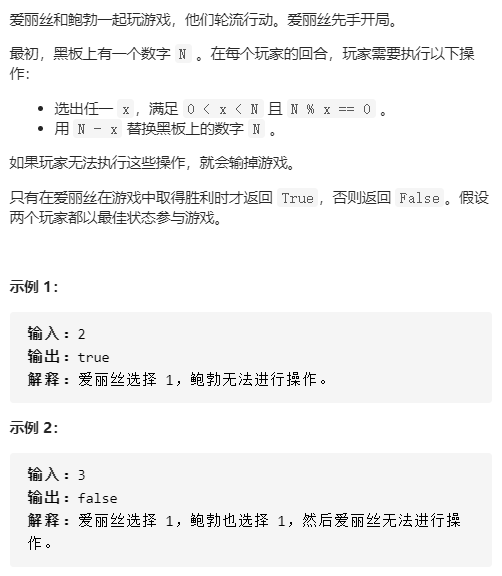 爱丽丝和鲍勃一起玩游戏，他们轮流行动。爱丽丝先手开局。
最初，黑板上有一个数字 N 。在每个玩家的回合，玩家需要执行以下操
作：
• 选出任一 x，满足 0 < x < N 且 N % x == 0 。
• 用 N - x 替换黑板上的数字 N 。
如果玩家无法执行这些操作，就会输掉游戏。
只有在爱丽丝在游戏中取得胜利时才返回 True，否则返回 False。假设
两个玩家都以最佳状态参与游戏。
示例 1：
输入：2
输出：true
解释：爱丽丝选择 1，鲍勃无法进行操作。
示例 2：
输入：3
输出：false
解释：爱丽丝选择 1，鲍勃也选择 1，然后爱丽丝无法进行操
作。